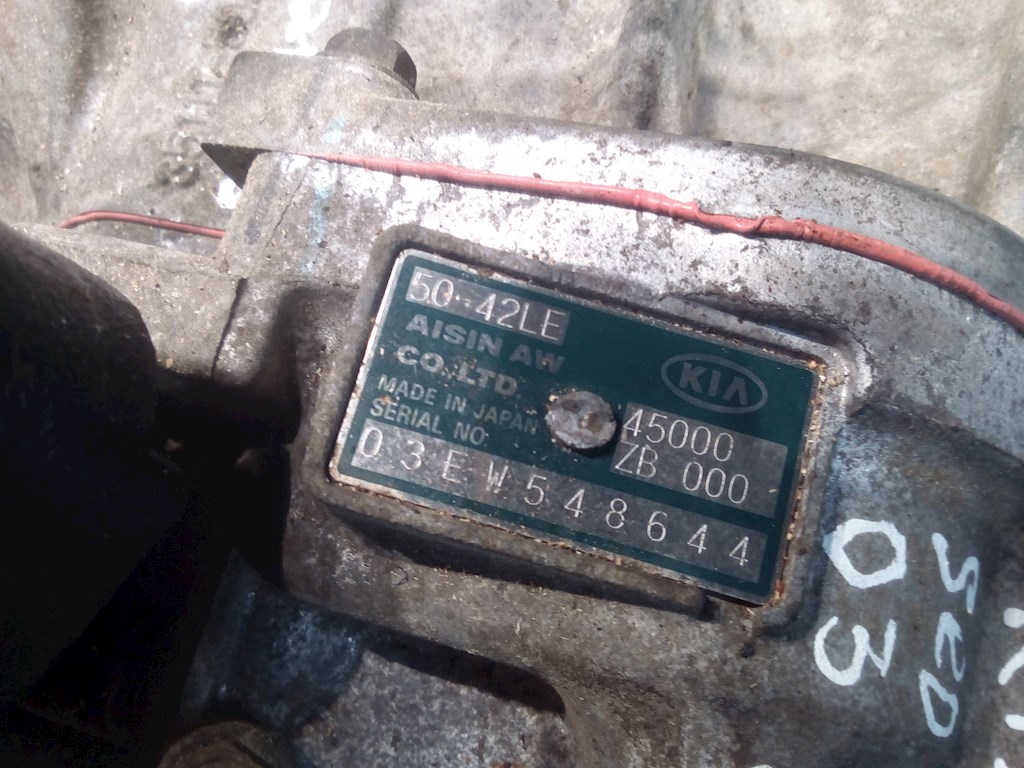 50-42LE
AISIN AW
CO.,LTD
MADE IN JAPAN
SERIAL NO.
03EW548644
KIA
45000
ZB 000
03